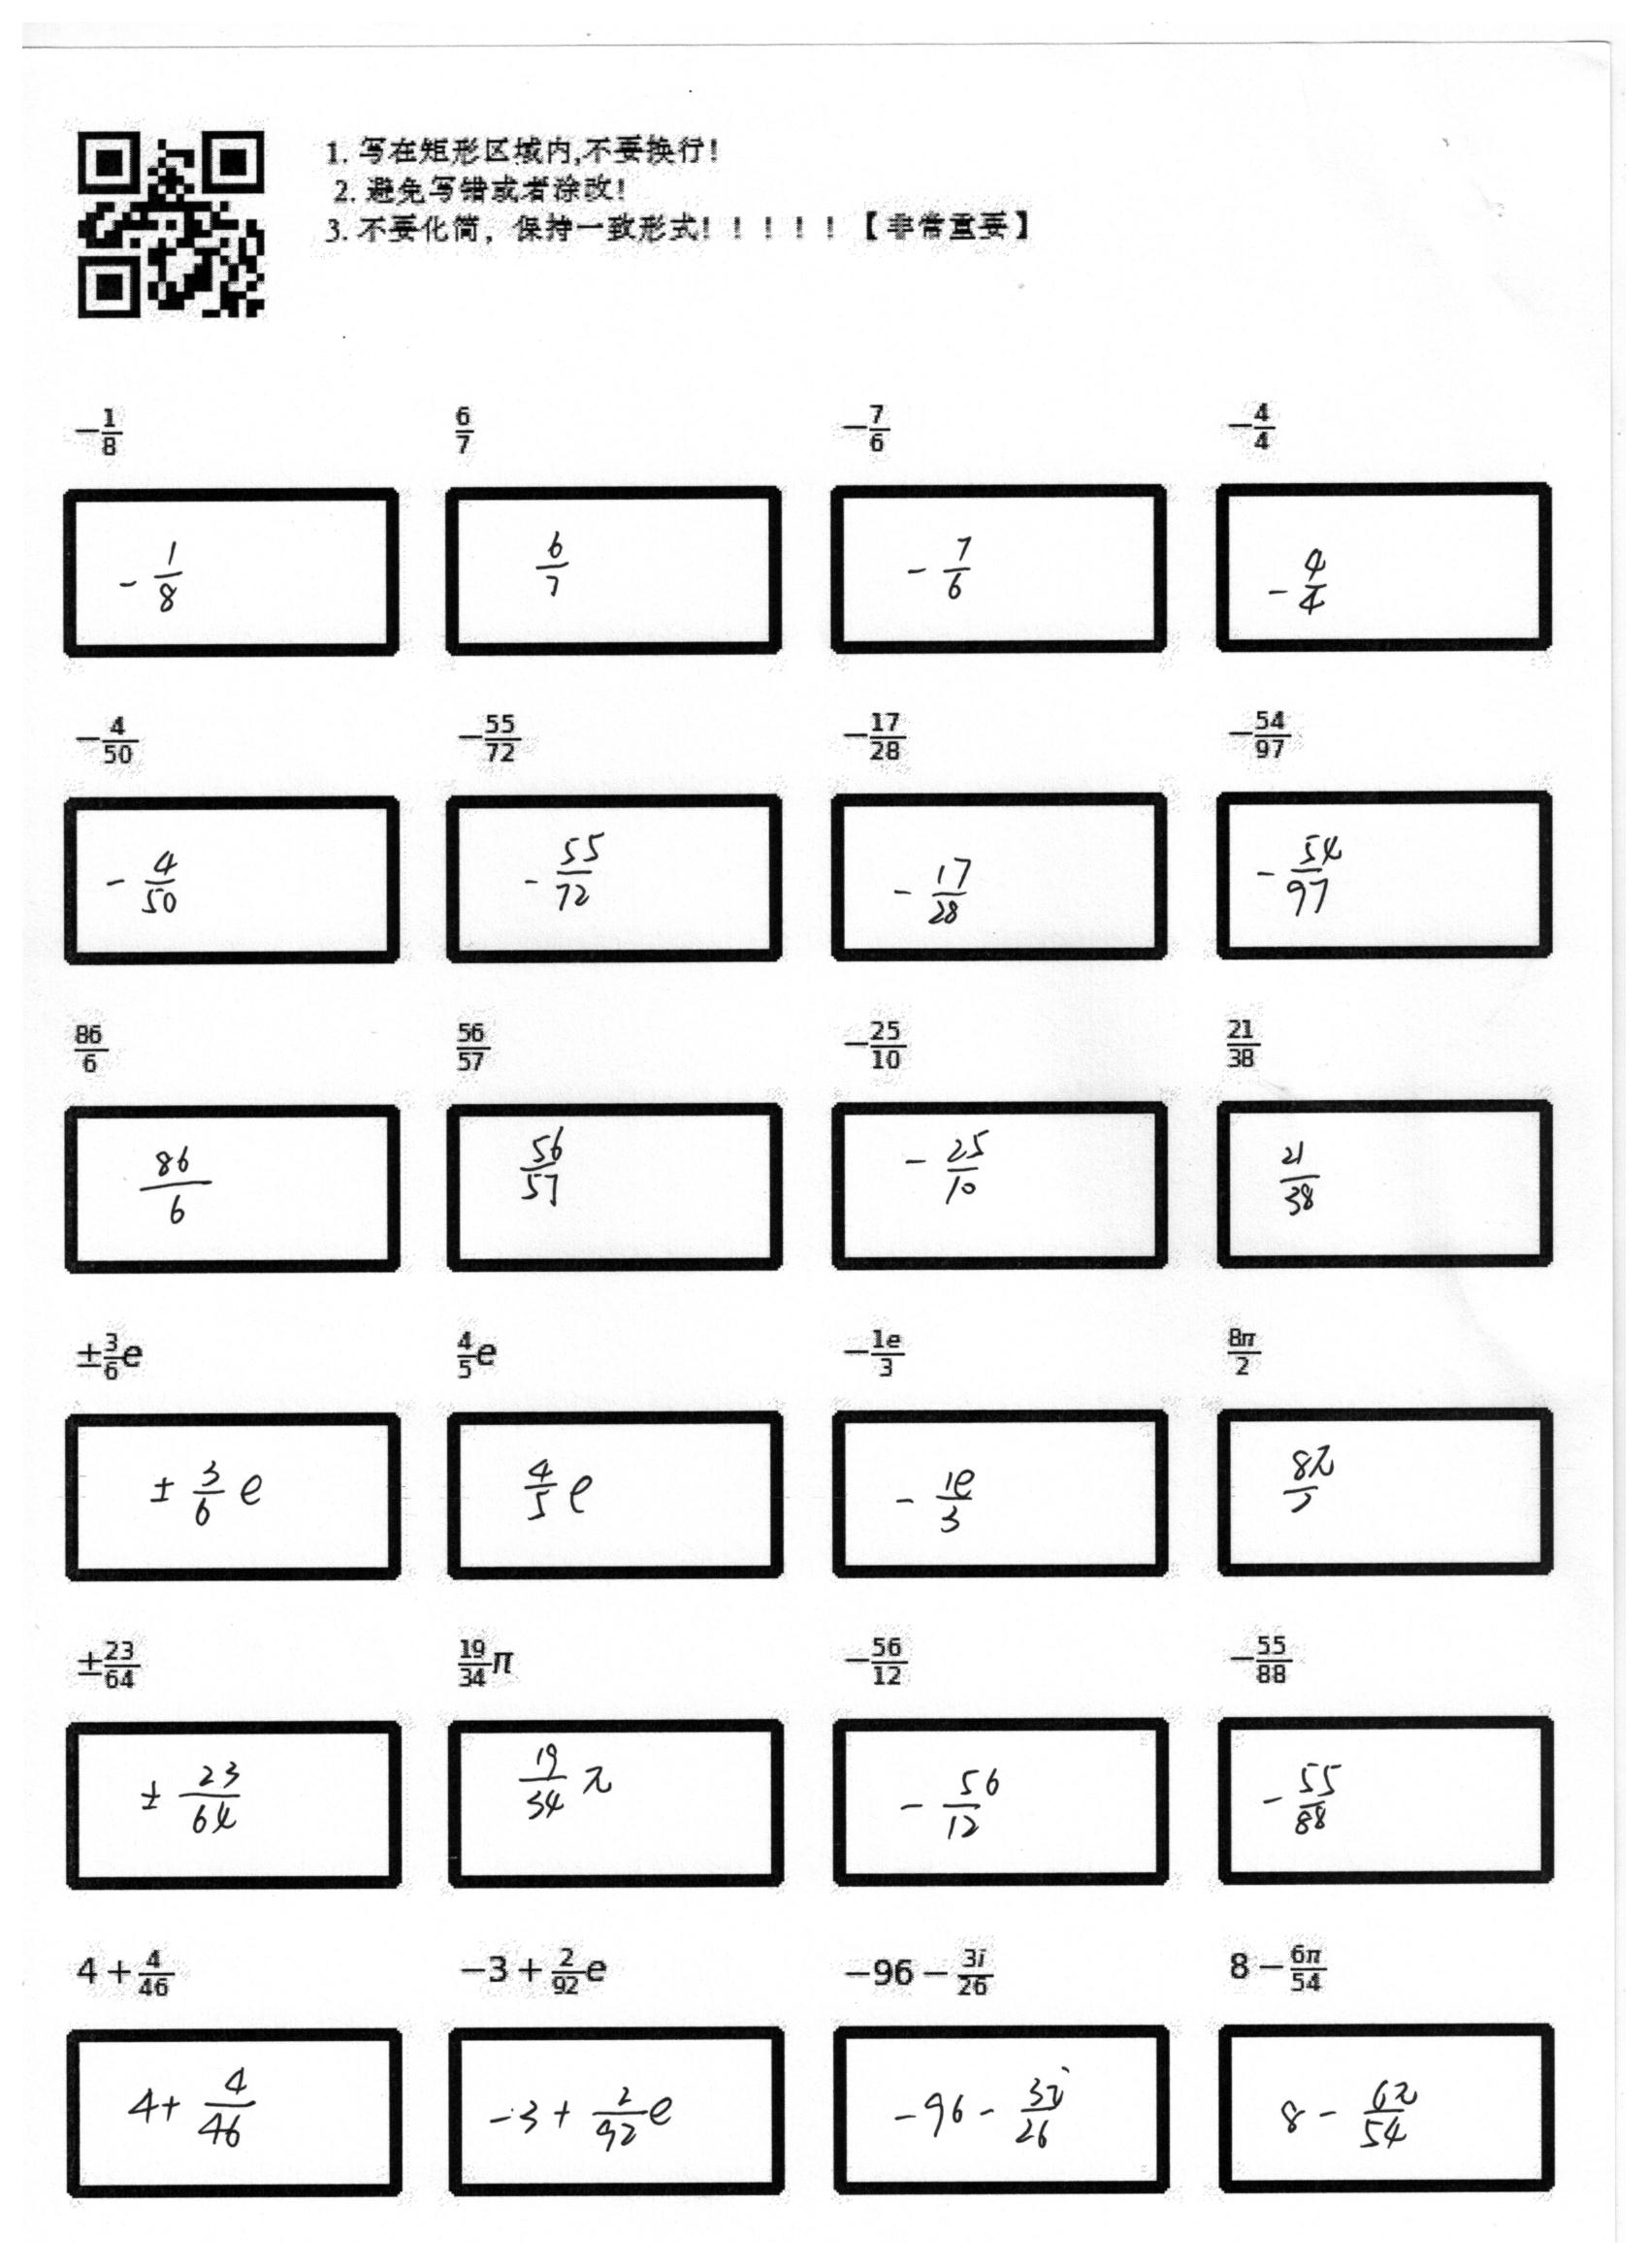 1. 写在矩形区域内,不要换行!
2. 避免写错或者涂改!
3. 不要化简，保持一致形式! ! ! ! !【非常重要】
$-\frac{1}{8}$ $\frac{6}{7}$ $-\frac{7}{6}$ $-\frac{4}{4}$
$-\frac{1}{8}$ $\frac{6}{7}$ $-\frac{7}{6}$ $-\frac{4}{4}$
$-\frac{4}{50}$ $-\frac{55}{72}$ $-\frac{17}{28}$ $-\frac{54}{97}$
$-\frac{4}{50}$ $-\frac{55}{72}$ $-\frac{17}{28}$ $-\frac{54}{97}$
$\frac{86}{6}$ $\frac{56}{57}$ $-\frac{25}{10}$ $\frac{21}{38}$
$\frac{86}{6}$ $\frac{56}{57}$ $-\frac{25}{10}$ $\frac{21}{38}$
$\pm\frac{3}{6}e$ $\frac{4}{5}e$ $-\frac{1e}{3}$ $\frac{8\pi}{2}$
$\pm\frac{3}{6}e$ $\frac{4}{5}e$ $-\frac{1e}{3}$ $\frac{8\pi}{2}$
$\pm\frac{23}{64}$ $\frac{19}{34}\pi$ $-\frac{56}{12}$ $-\frac{55}{88}$
$\pm\frac{23}{64}$ $\frac{19}{34}\pi$ $-\frac{56}{12}$ $-\frac{55}{88}$
$4+\frac{4}{46}$ $-3+\frac{2}{92}e$ $-96-\frac{3i}{26}$ $8-\frac{6\pi}{54}$
$4+\frac{4}{46}$ $-3+\frac{2}{92}e$ $-96-\frac{3i}{26}$ $8-\frac{6\pi}{54}$